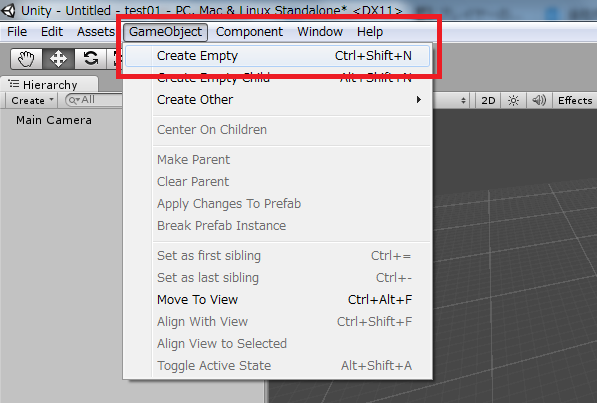 Unity - Untitled - test01 - PC, Mac & Linux Standalone* <DX11>
File Edit Assets GameObject Component Window Help
Create Empty Ctrl+Shift+N
Create Empty Child Alt+Shift+N
Hierarchy
Create All
Create Other
2D Effects
Main Camera
Center On Children
Make Parent
Clear Parent
Apply Changes To Prefab
Break Prefab Instance
Set as first sibling Ctrl+=
Set as last sibling Ctrl+-
Move To View Ctrl+Alt+F
Align With View Ctrl+Shift+F
Align View to Selected
Toggle Active State Alt+Shift+A